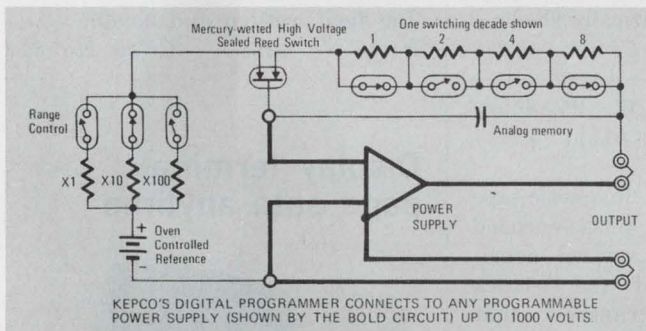 Mercury-wetted High Voltage
Sealed Reed Switch
One switching decade shown
1 2 4 8
Range
Control
Analog memory
X1 X10 X100
POWER
SUPPLY
OUTPUT
+
Oven
Controlled
Reference
–
KEPCO'S DIGITAL PROGRAMMER CONNECTS TO ANY PROGRAMMABLE
POWER SUPPLY (SHOWN BY THE BOLD CIRCUIT) UP TO 1000 VOLTS.